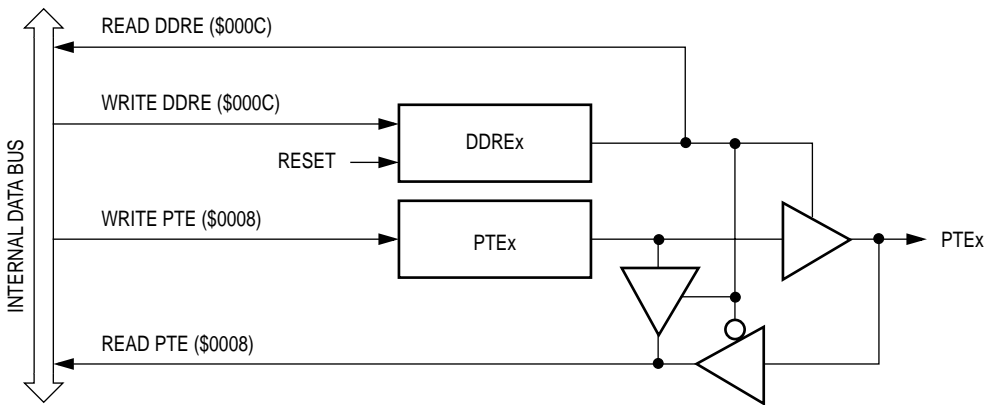 READ DDRE ($000C)
WRITE DDRE ($000C)
DDREx
RESET
INTERNAL DATA BUS
WRITE PTE ($0008)
PTEx
PTEx
READ PTE ($0008)